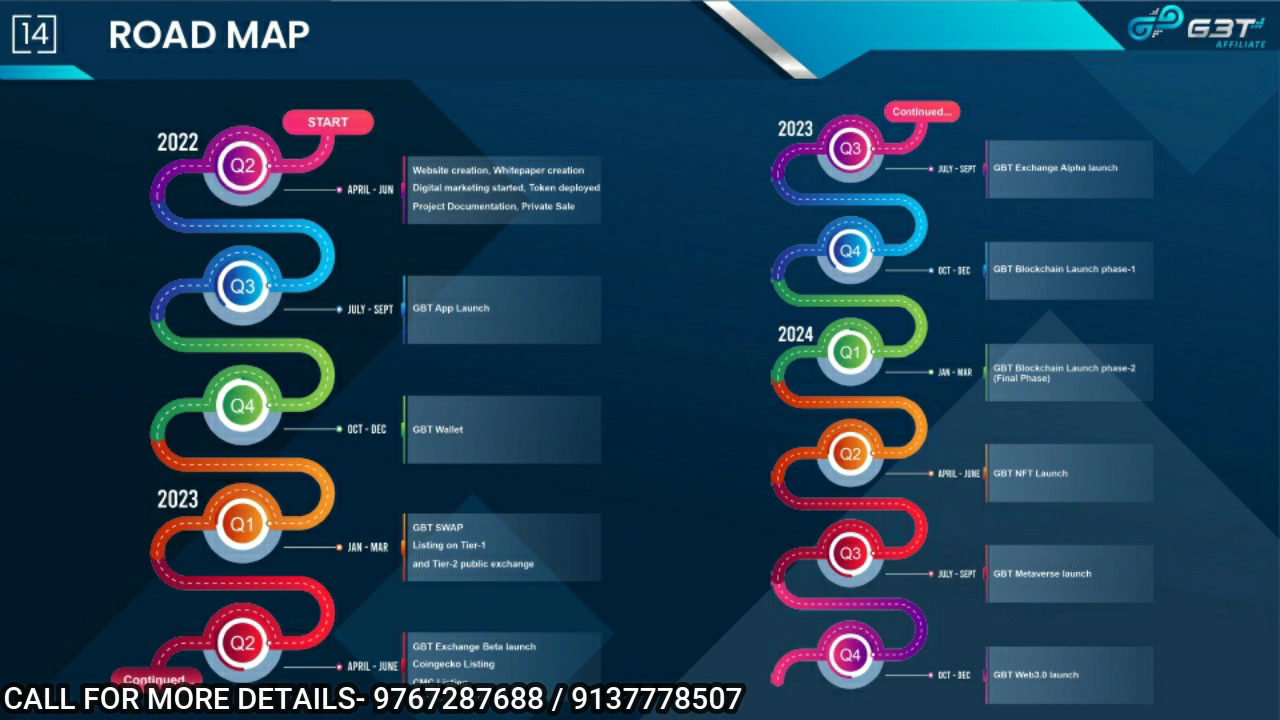 14
ROAD MAP
G3T
AFFILIATE
START
2022
Q2
APRIL - JUN
Website creation, Whitepaper creation
Digital marketing started, Token deployed
Project Documentation, Private Sale
Q3
JULY - SEPT
GBT App Launch
Q4
OCT - DEC
GBT Wallet
2023
Q1
JAN - MAR
GBT SWAP
Listing on Tier-1
and Tier-2 public exchange
Q2
APRIL - JUNE
GBT Exchange Beta launch
Coingecko Listing
CMC Listing
Continued
Continued...
2023
Q3
JULY - SEPT
GBT Exchange Alpha launch
Q4
OCT - DEC
GBT Blockchain Launch phase-1
2024
Q1
JAN - MAR
GBT Blockchain Launch phase-2
(Final Phase)
Q2
APRIL - JUNE
GBT NFT Launch
Q3
JULY - SEPT
GBT Metaverse launch
Q4
OCT - DEC
GBT Web3.0 launch
CALL FOR MORE DETAILS- 9767287688 / 9137778507